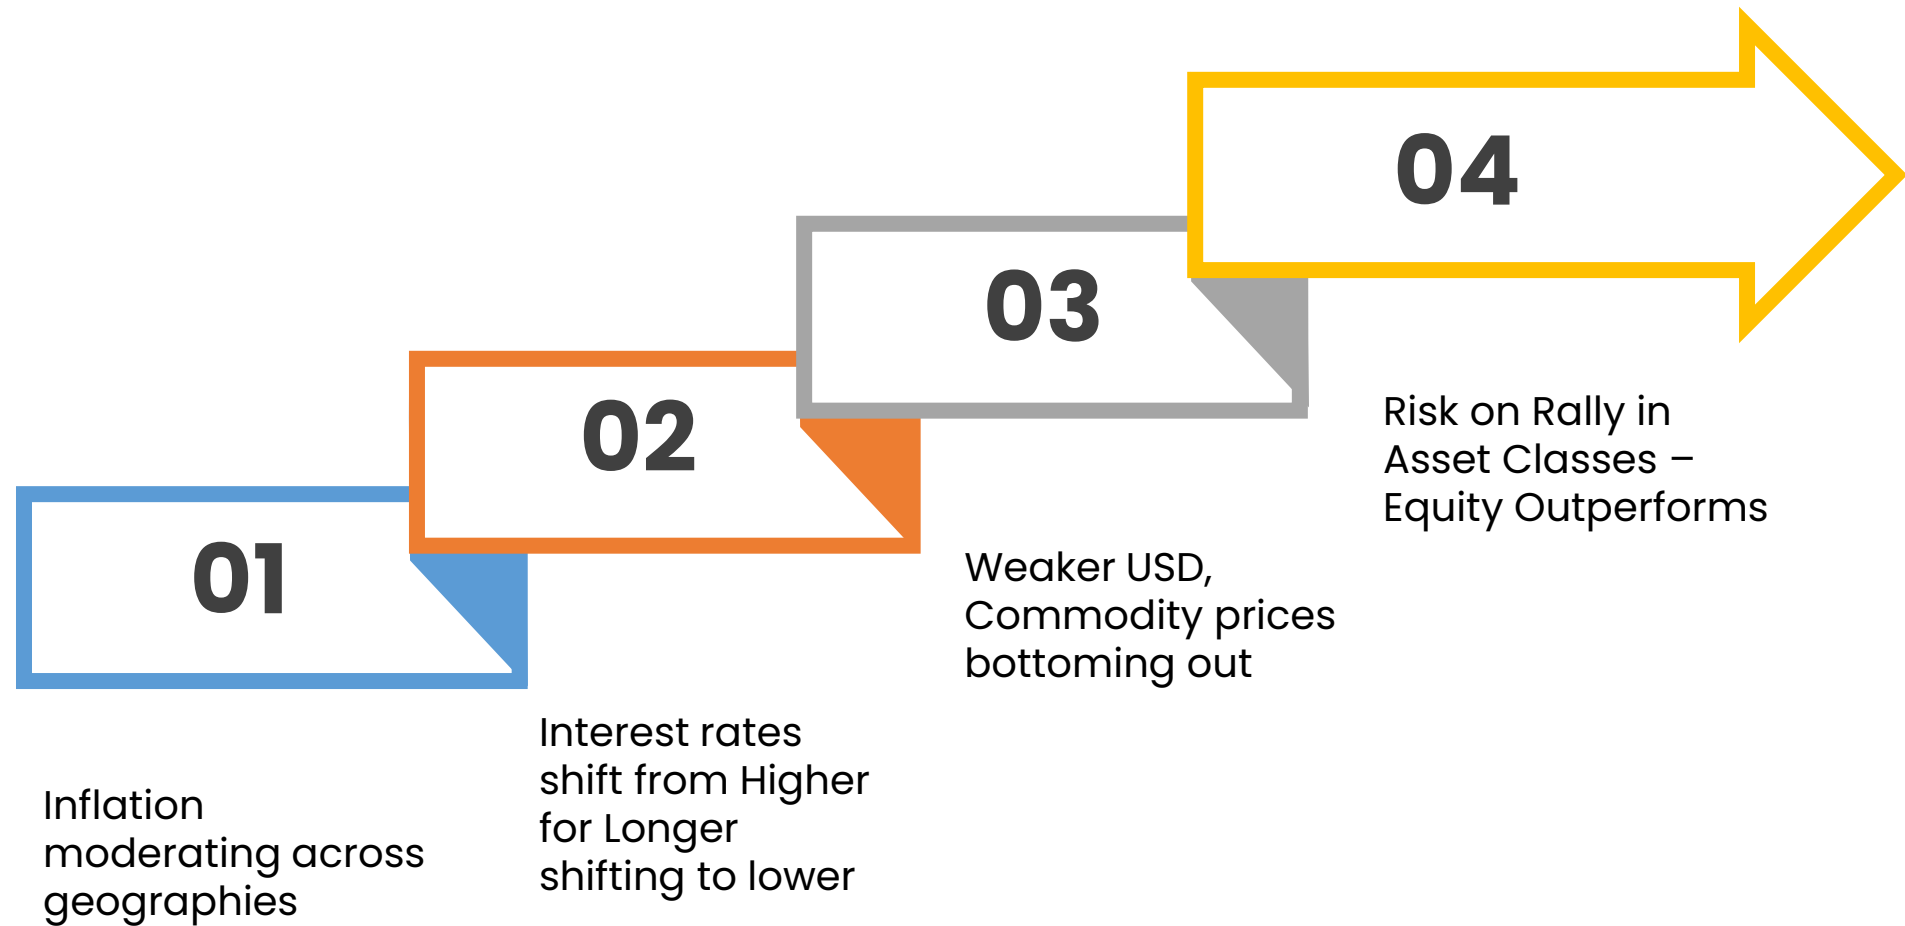 01
Inflation
moderating across
geographies
02
Interest rates
shift from Higher
for Longer
shifting to lower
03
Weaker USD,
Commodity prices
bottoming out
04
Risk on Rally in
Asset Classes –
Equity Outperforms